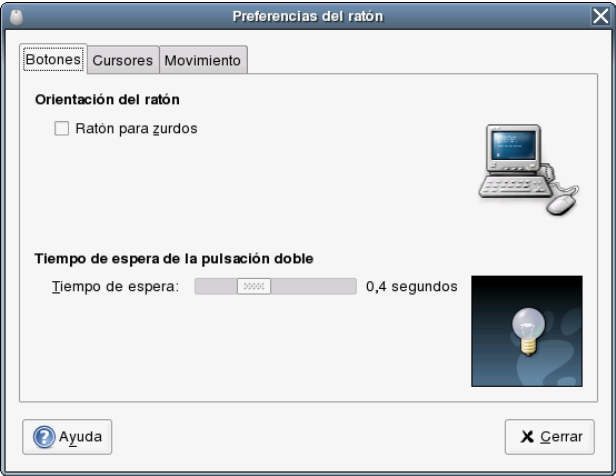 Preferencias del ratón
Botones Cursores Movimiento
Orientación del ratón
Ratón para zurdos
Tiempo de espera de la pulsación doble
Tiempo de espera: 0,4 segundos
Ayuda Cerrar